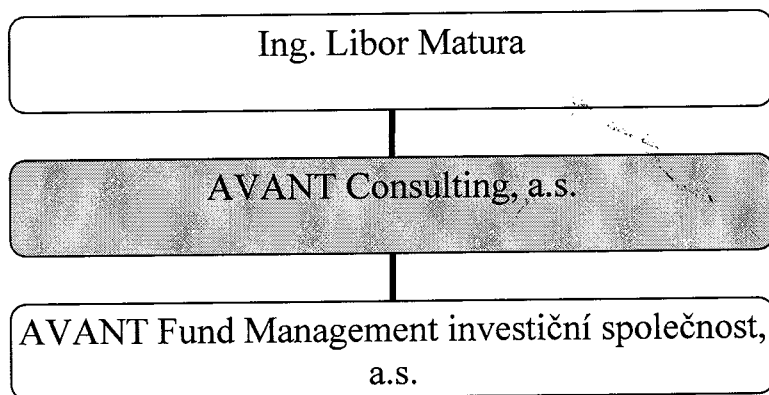 Ing. Libor Matura
AVANT Consulting, a.s.
AVANT Fund Management investiční společnost,
a.s.